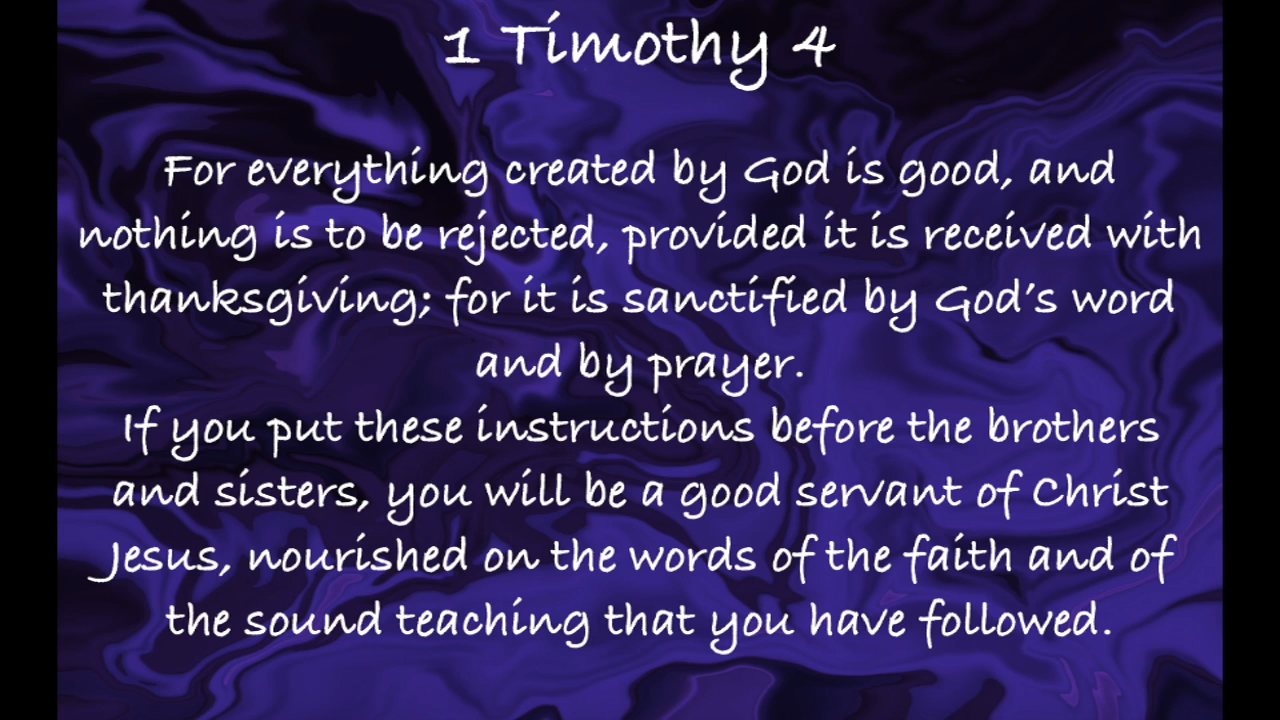 1 Timothy 4
For everything created by God is good, and
nothing is to be rejected, provided it is received with
thanksgiving; for it is sanctified by God’s word
and by prayer.
If you put these instructions before the brothers
and sisters, you will be a good servant of Christ
Jesus, nourished on the words of the faith and of
the sound teaching that you have followed.